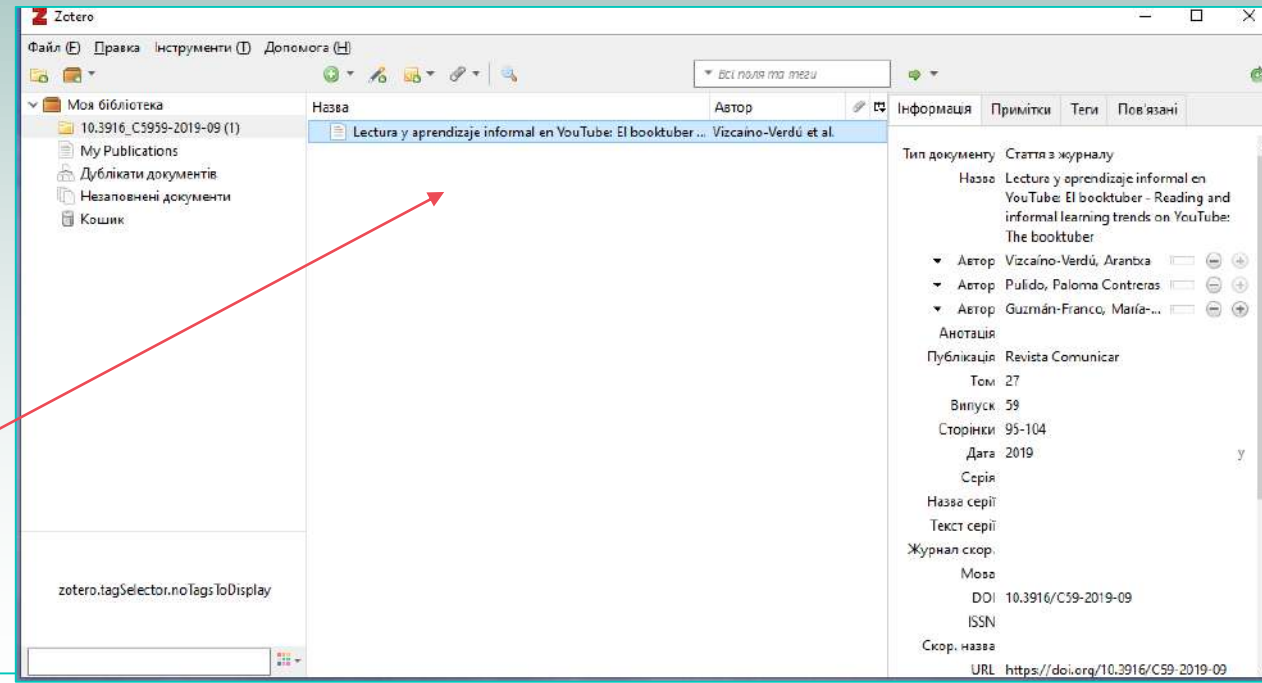 Zotero
Файл (F) Правка Інструменти (T) Допомога (H)
Всі поля та теги
Моя бібліотека
10.3916_C5959-2019-09 (1)
My Publications
Дублікати документів
Незаповнені документи
Кошик
zotero.tagSelector.noTagsToDisplay
Назва Автор
Lectura y aprendizaje informal en YouTube: El booktuber ... Vizcaíno-Verdú et al.
Інформація Примітки Теги Пов'язані
Тип документу Стаття з журналу
Назва Lectura y aprendizaje informal en
YouTube: El booktuber - Reading and
informal learning trends on YouTube:
The booktuber
Автор Vizcaíno-Verdú, Arantxa
Автор Pulido, Paloma Contreras
Автор Guzmán-Franco, María-...
Анотація
Публікація Revista Comunicar
Том 27
Випуск 59
Сторінки 95-104
Дата 2019 y
Серія
Назва серії
Текст серії
Журнал скор.
Мова
DOI 10.3916/C59-2019-09
ISSN
Скор. назва
URL https://doi.org/10.3916/C59-2019-09